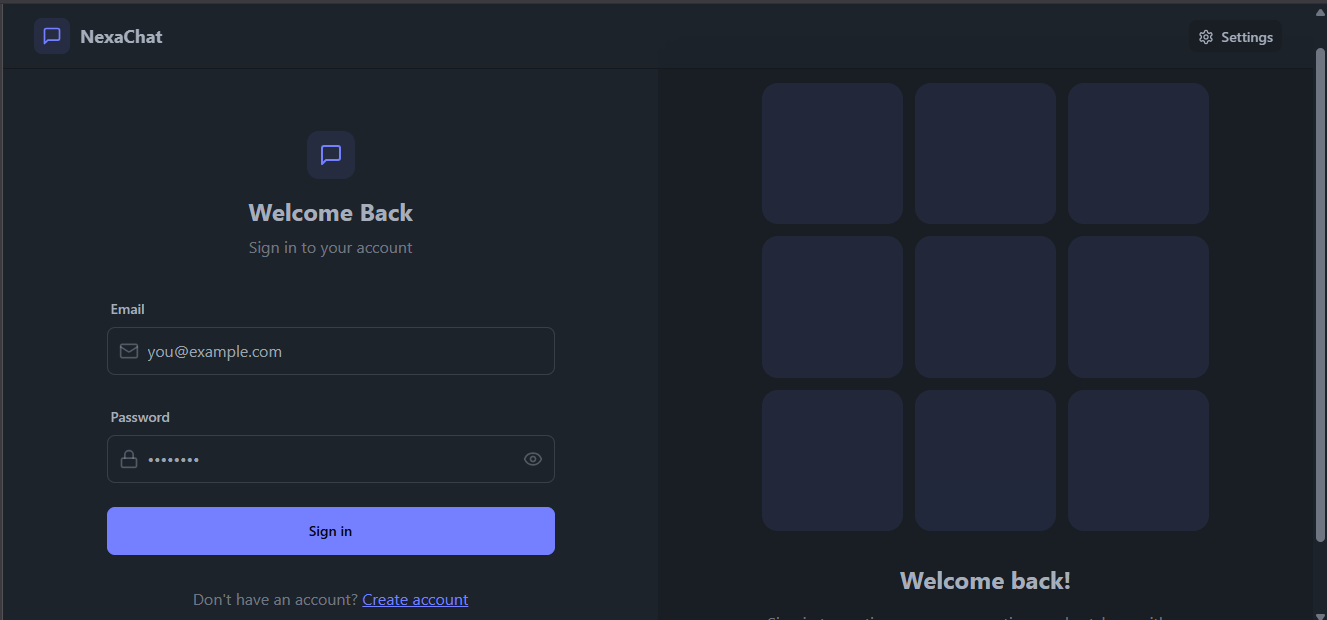 NexaChat
Settings
Welcome Back
Sign in to your account
Email
you@example.com
Password
••••••••
Sign in
Don't have an account? Create account
Welcome back!